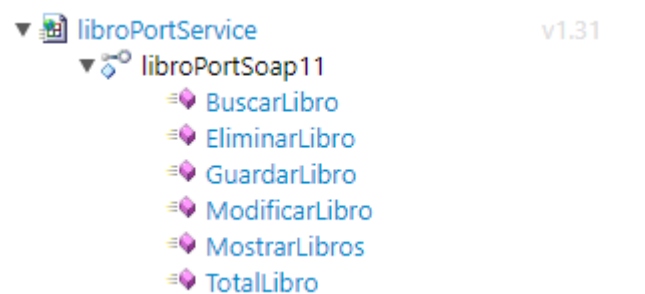 libroPortService v1.31
libroPortSoap11
BuscarLibro
EliminarLibro
GuardarLibro
ModificarLibro
MostrarLibros
TotalLibro